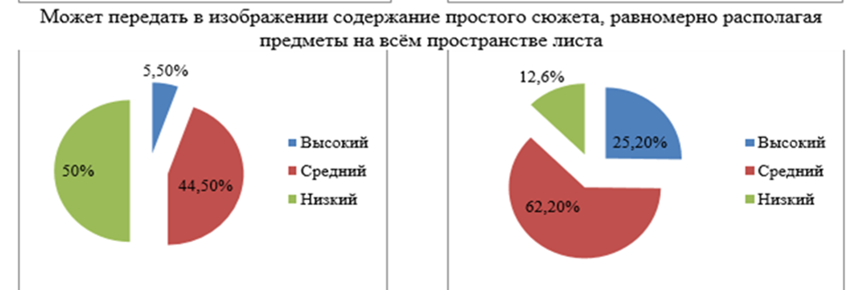 Может передать в изображении содержание простого сюжета, равномерно располагая
предметы на всём пространстве листа
5,50%
50%
44,50%
Высокий
Средний
Низкий
12,6%
25,20%
62,20%
Высокий
Средний
Низкий